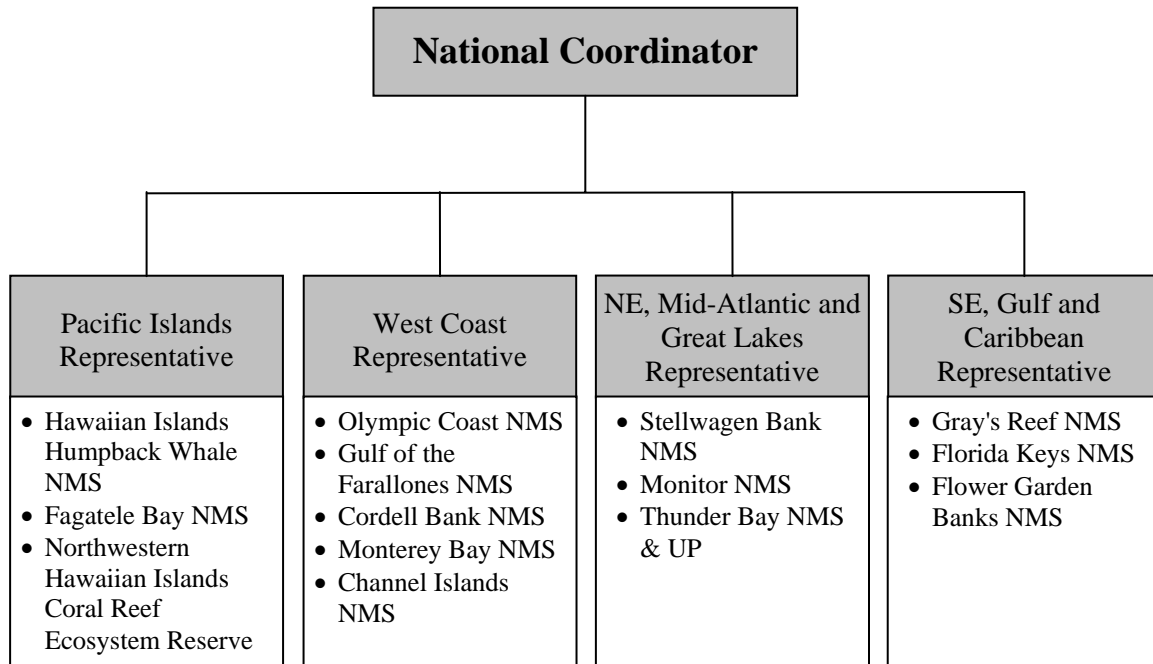 National Coordinator
Pacific Islands
Representative
• Hawaiian Islands
Humpback Whale
NMS
• Fagatele Bay NMS
• Northwestern
Hawaiian Islands
Coral Reef
Ecosystem Reserve
West Coast
Representative
• Olympic Coast NMS
• Gulf of the
Farallones NMS
• Cordell Bank NMS
• Monterey Bay NMS
• Channel Islands
NMS
NE, Mid-Atlantic and
Great Lakes
Representative
• Stellwagen Bank
NMS
• Monitor NMS
• Thunder Bay NMS
& UP
SE, Gulf and
Caribbean
Representative
• Gray's Reef NMS
• Florida Keys NMS
• Flower Garden
Banks NMS